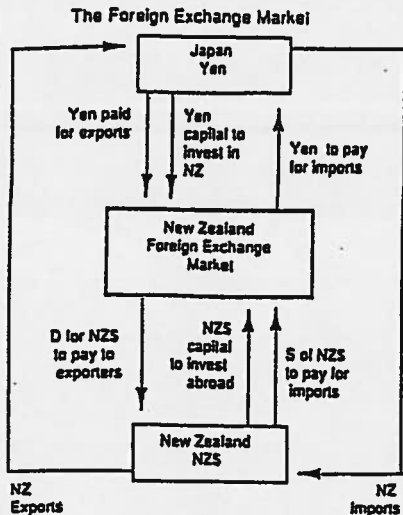 The Foreign Exchange Market
Japan
Yen
Yen paid
for exports
Yen
capital to
invest in
NZ
Yen to pay
for imports
New Zealand
Foreign Exchange
Market
D for NZ$
to pay to
exporters
NZ$
capital
to invest
abroad
S of NZ$
to pay for
imports
New Zealand
NZ$
NZ
Exports
NZ
Imports